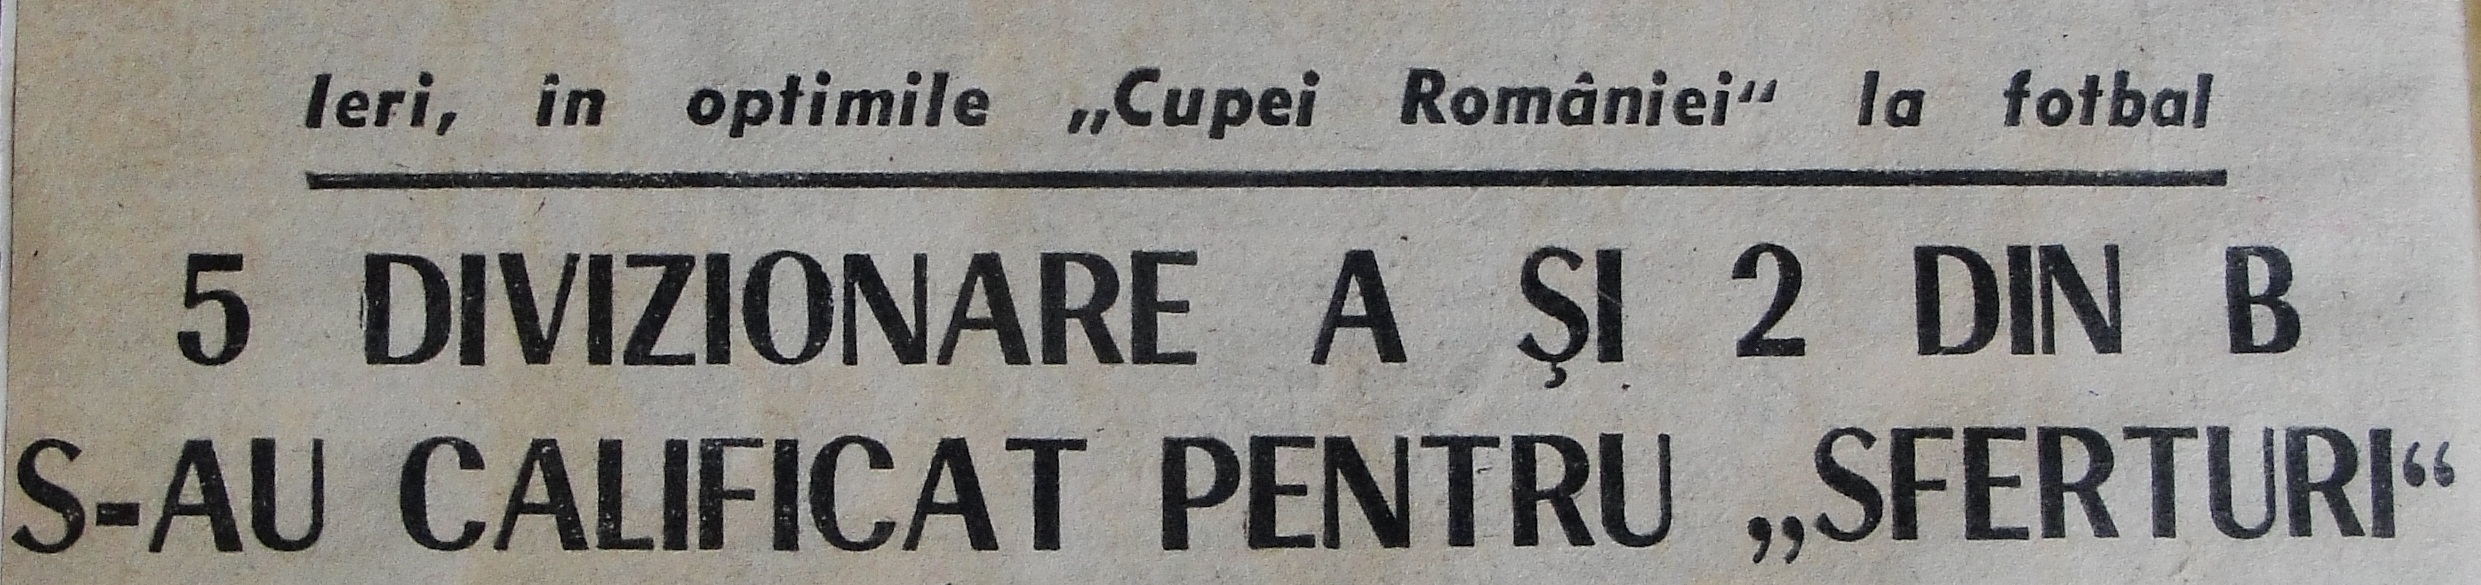 Ieri, în optimile „Cupei României“ la fotbal
5 DIVIZIONARE A ŞI 2 DIN B
S-AU CALIFICAT PENTRU „SFERTURI“